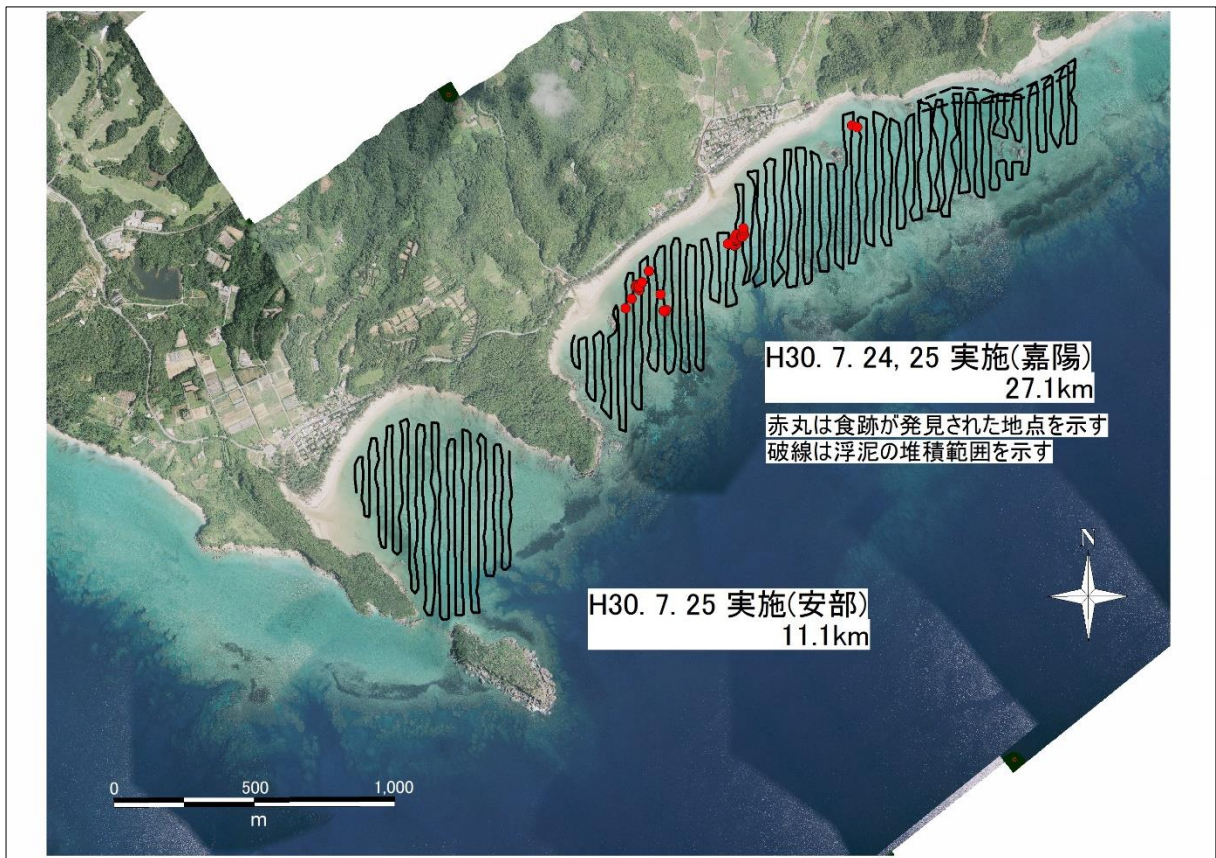 H30. 7. 24, 25 実施(嘉陽)
27.1km
赤丸は食跡が発見された地点を示す
破線は浮泥の堆積範囲を示す
N
H30. 7. 25 実施(安部)
11.1km
0 500 1,000
m